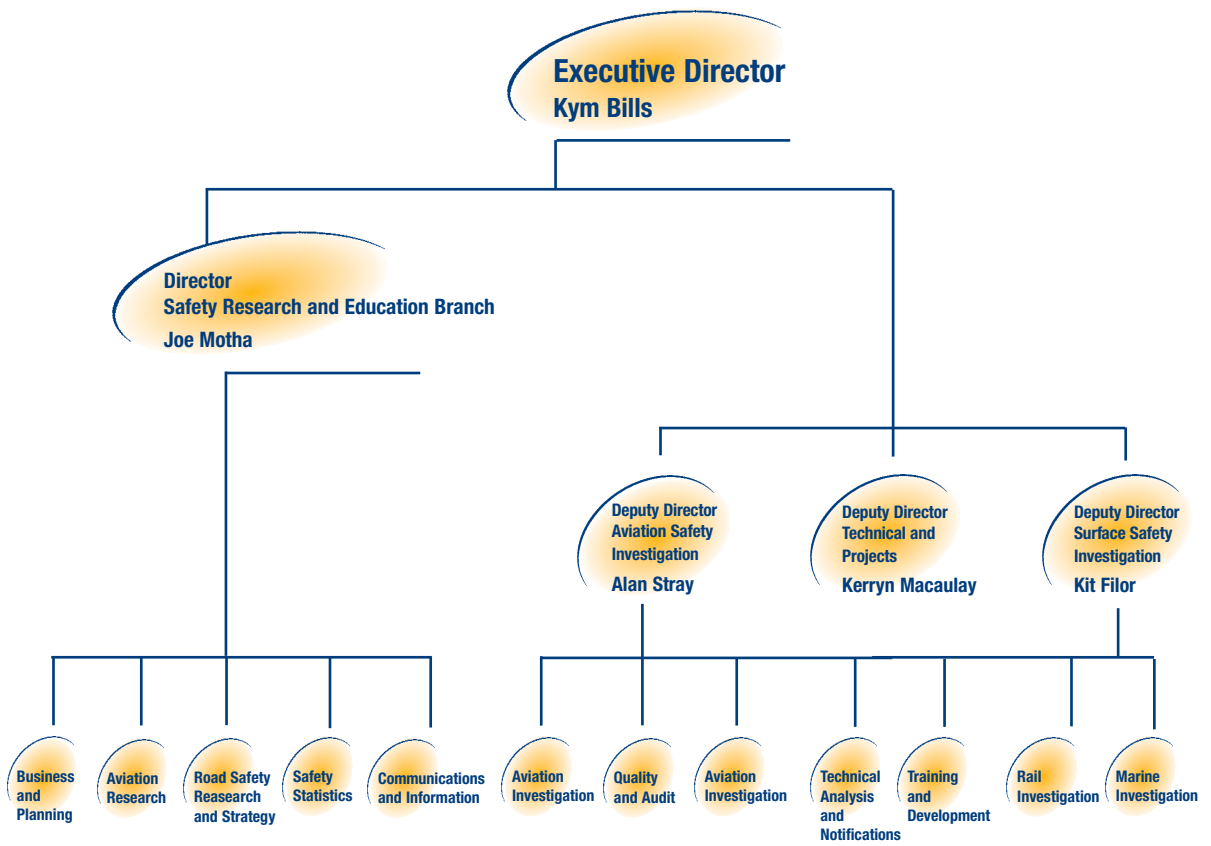 Executive Director
Kym Bills
Director
Safety Research and Education Branch
Joe Motha
Deputy Director
Aviation Safety
Investigation
Alan Stray
Deputy Director
Technical and
Projects
Kerryn Macaulay
Deputy Director
Surface Safety
Investigation
Kit Filor
Business
and
Planning
Aviation
Research
Road Safety
Reasearch
and Strategy
Safety
Statistics
Communications
and Information
Aviation
Investigation
Quality
and Audit
Aviation
Investigation
Technical
Analysis
and
Notifications
Training
and
Development
Rail
Investigation
Marine
Investigation